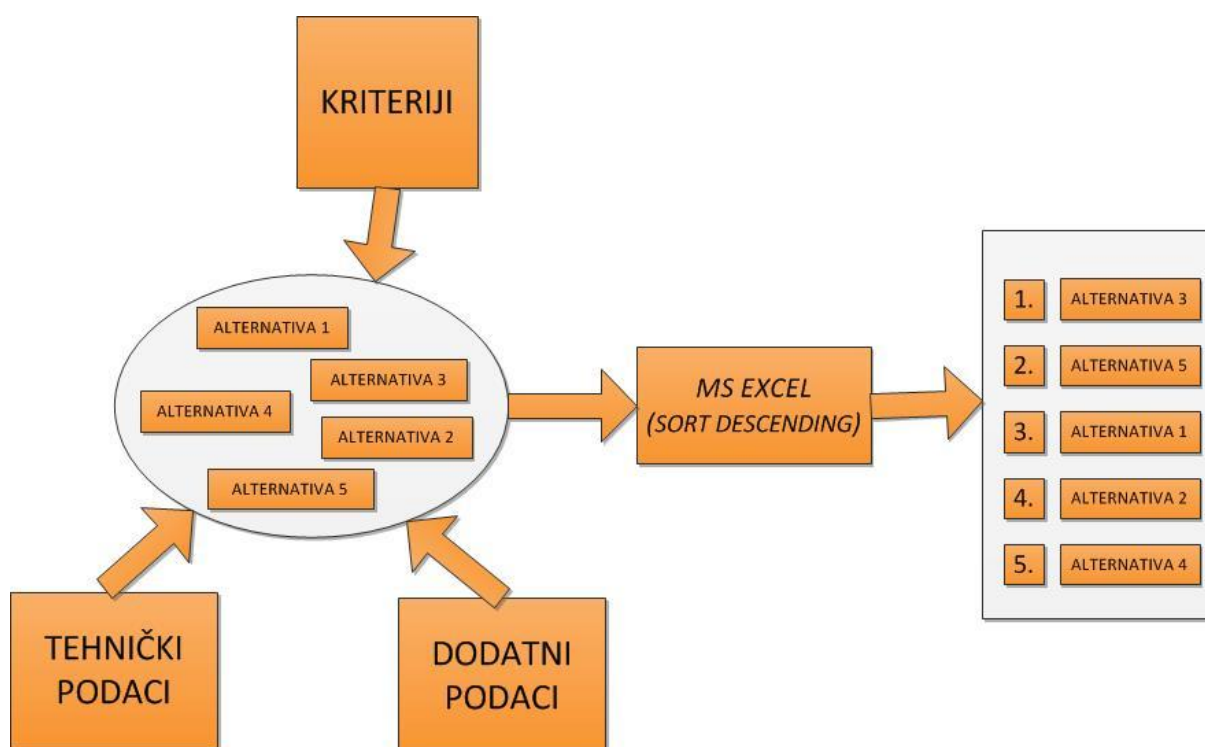 KRITERIJI
ALTERNATIVA 1
ALTERNATIVA 3
ALTERNATIVA 4
ALTERNATIVA 2
ALTERNATIVA 5
TEHNIČKI
PODACI
DODATNI
PODACI
MS EXCEL
(SORT DESCENDING)
1. ALTERNATIVA 3
2. ALTERNATIVA 5
3. ALTERNATIVA 1
4. ALTERNATIVA 2
5. ALTERNATIVA 4